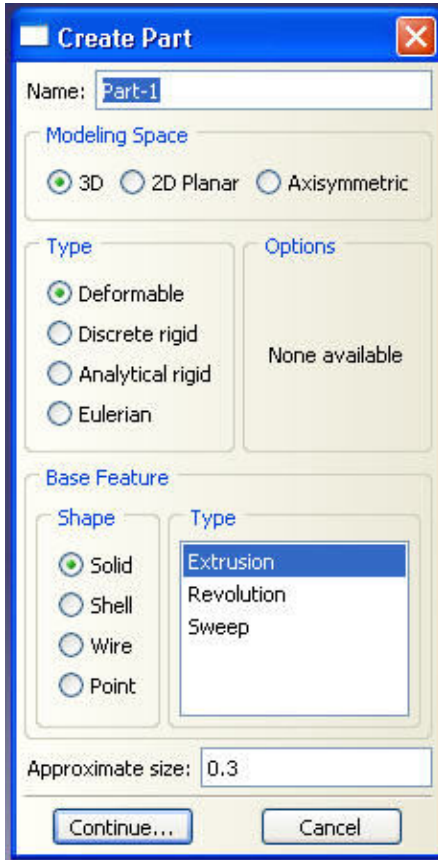 Create Part
Name: Part-1
Modeling Space
3D 2D Planar Axisymmetric
Type
Deformable
Discrete rigid
Analytical rigid
Eulerian
Options
None available
Base Feature
Shape
Solid
Shell
Wire
Point
Type
Extrusion
Revolution
Sweep
Approximate size: 0.3
Continue... Cancel